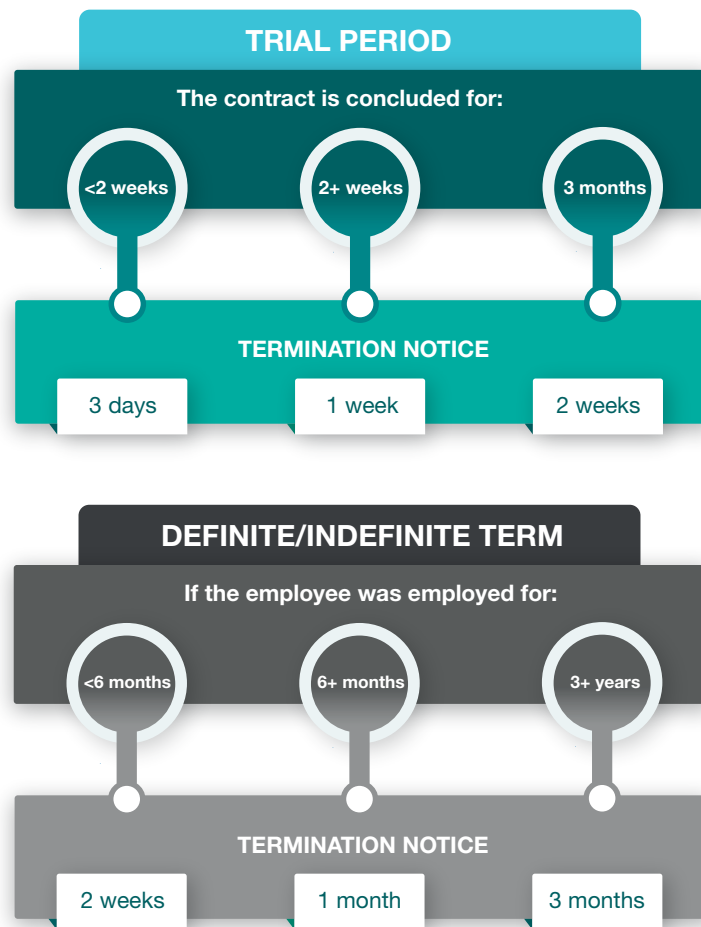 TRIAL PERIOD
The contract is concluded for:
<2 weeks
2+ weeks
3 months
TERMINATION NOTICE
3 days
1 week
2 weeks
DEFINITE/INDEFINITE TERM
If the employee was employed for:
<6 months
6+ months
3+ years
TERMINATION NOTICE
2 weeks
1 month
3 months